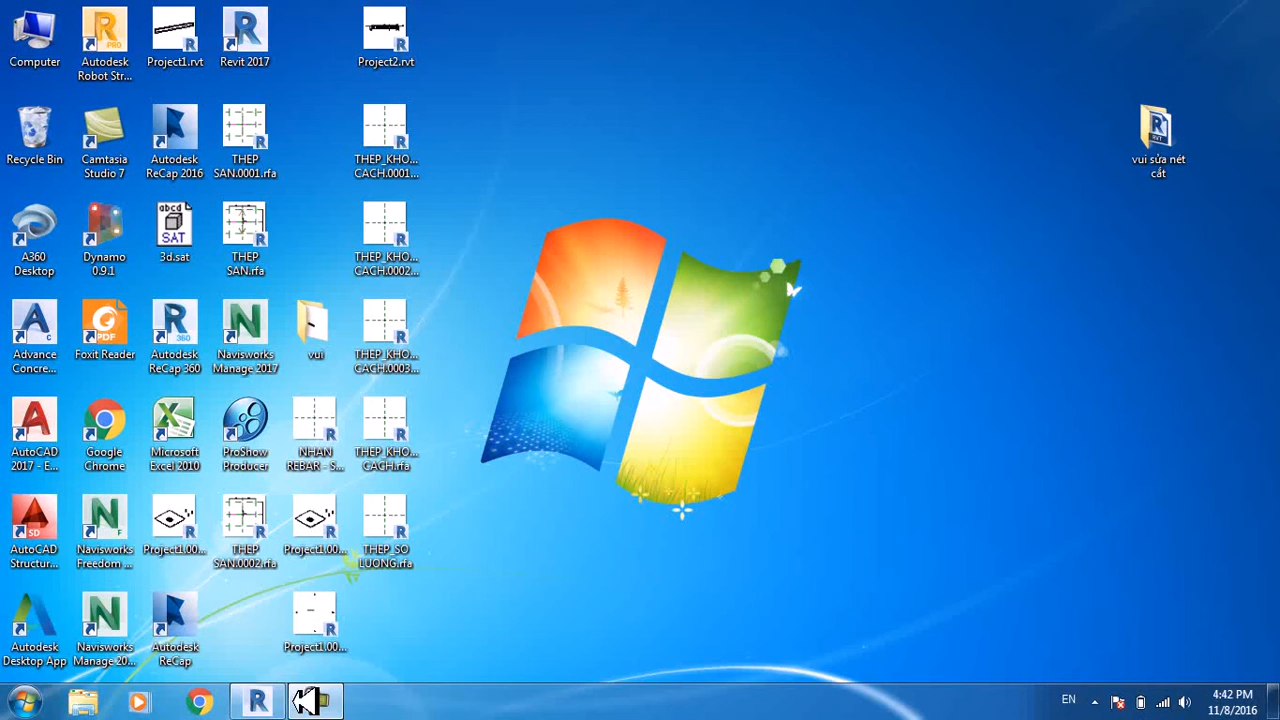 Computer
Autodesk
Robot Str...
Project1.rvt
Revit 2017
Project2.rvt
Recycle Bin
Camtasia
Studio 7
Autodesk
ReCap 2016
THEP
SAN.0001.rfa
THEP_KHO...
CACH.0001...
vui sửa nét
cắt
A360
Desktop
Dynamo
0.9.1
3d.sat
THEP
SAN.rfa
THEP_KHO...
CACH.0002...
Advance
Concre...
Foxit Reader
Autodesk
ReCap 360
Navisworks
Manage 2017
vui
THEP_KHO...
CACH.0003...
AutoCAD
2017 - E...
Google
Chrome
Microsoft
Excel 2010
ProShow
Producer
NHAN
REBAR - S...
THEP_KHO...
CACH.rfa
AutoCAD
Structur...
Navisworks
Freedom ...
Project1.00...
THEP
SAN.0002.rfa
Project1.00...
THEP_SO
LUONG.rfa
Autodesk
Desktop App
Navisworks
Manage 20...
Autodesk
ReCap
Project1.00...
EN
4:42 PM
11/8/2016